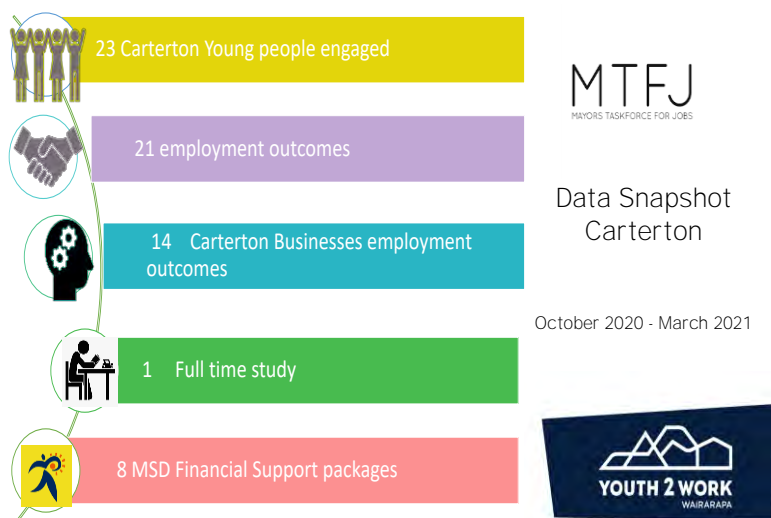 23 Carterton Young people engaged
21 employment outcomes
14 Carterton Businesses employment
outcomes
1 Full time study
8 MSD Financial Support packages
MTFJ
MAYORS TASKFORCE FOR JOBS
Data Snapshot
Carterton
October 2020 - March 2021
YOUTH 2 WORK
WAIRARAPA